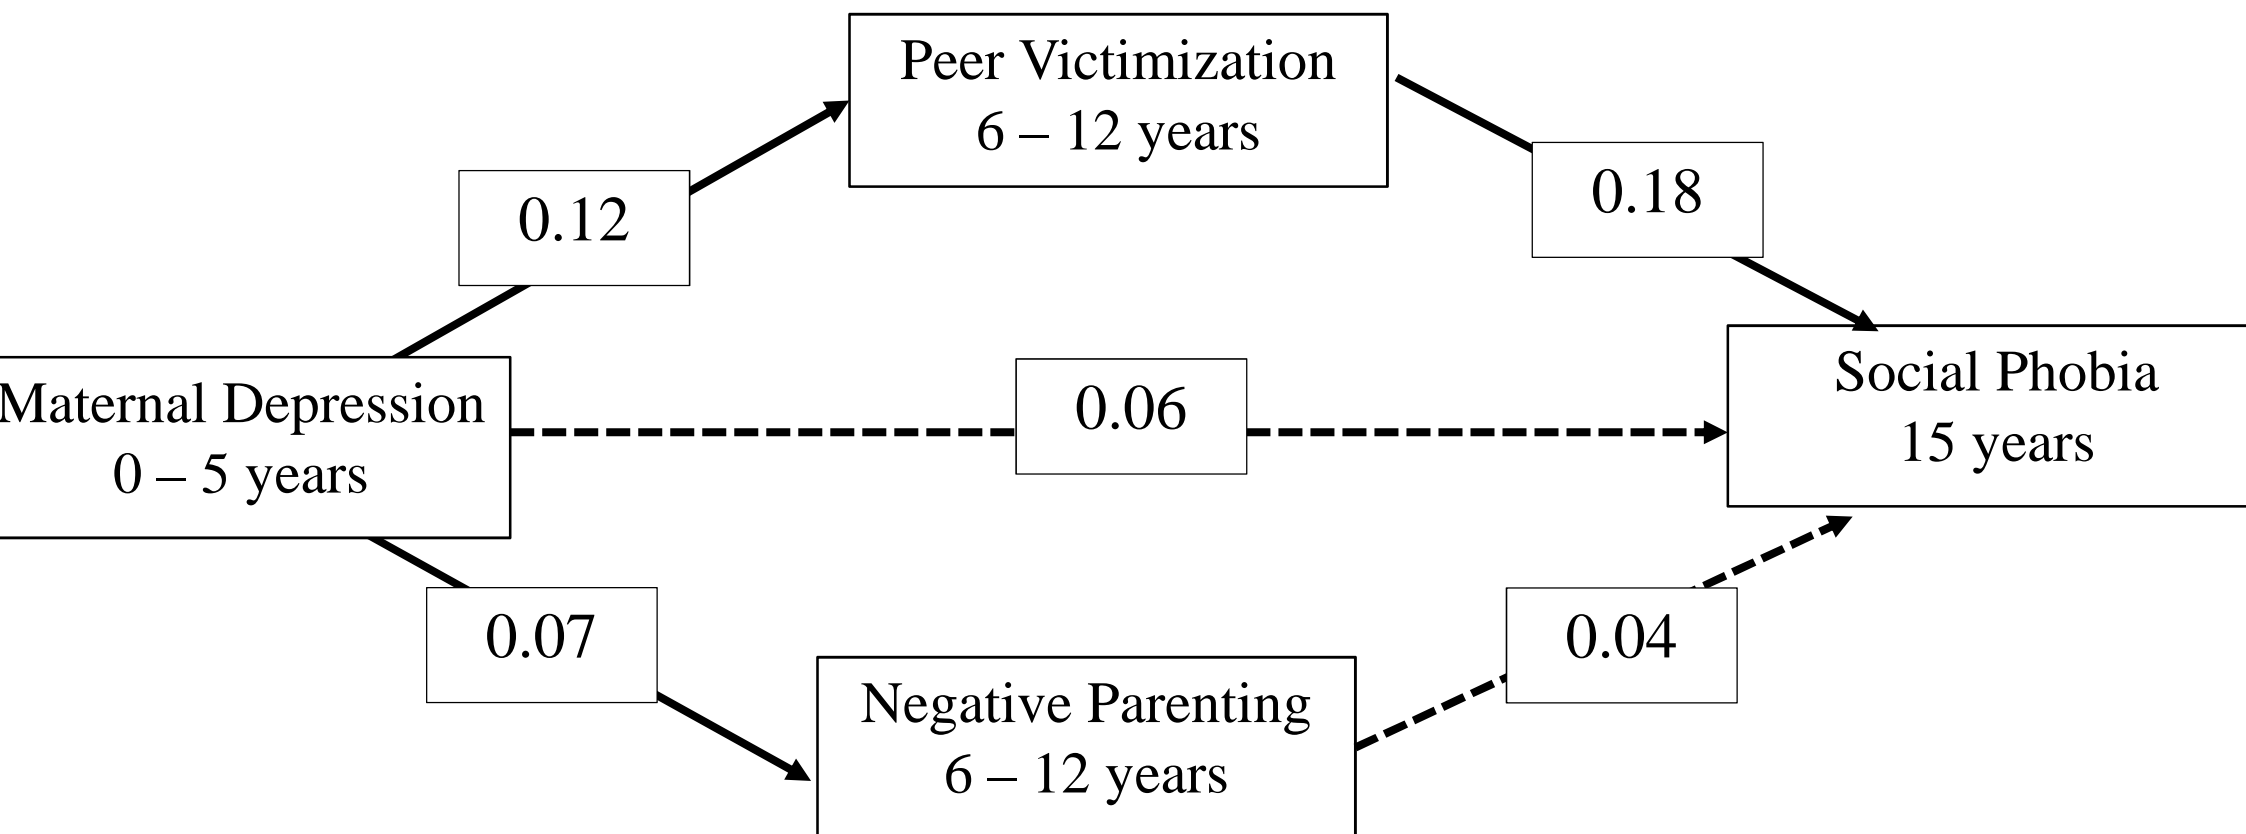 Peer Victimization
6 – 12 years
0.12
0.18
Maternal Depression
0 – 5 years
0.06
Social Phobia
15 years
0.07
0.04
Negative Parenting
6 – 12 years